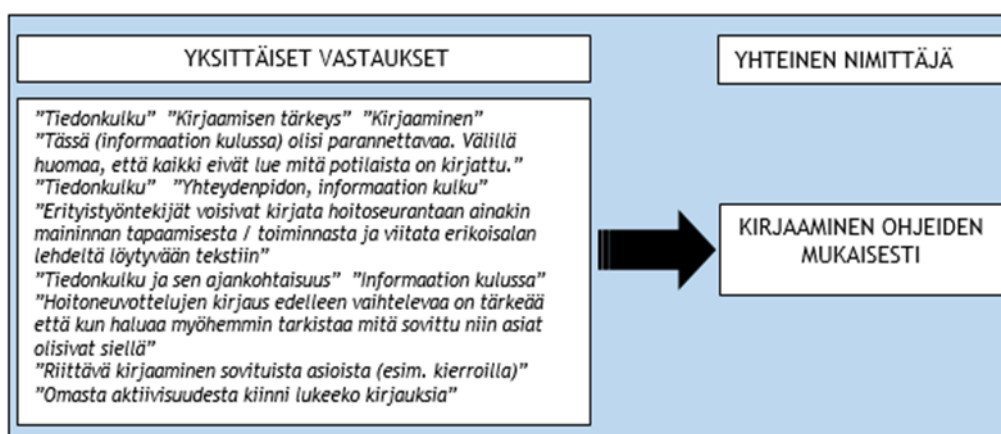 YKSITTÄISET VASTAUKSET
YHTEINEN NIMITTÄJÄ
"Tiedonkulku" "Kirjaamisen tärkeys" "Kirjaaminen"
"Tässä (informaation kulussa) olisi parannettavaa. Välillä
huomaa, että kaikki eivät lue mitä potilaista on kirjattu."
"Tiedonkulku" "Yhteydenpidon, informaation kulku"
"Erityistyöntekijät voisivat kirjata hoitoseurantaan ainakin
maininnan tapaamisesta / toiminnasta ja viitata erikoisalan
lehdeltä löytyvään tekstiin"
"Tiedonkulku ja sen ajankohtaisuus" "Informaation kulussa"
"Hoitoneuvottelujen kirjaus edelleen vaihtelevaa on tärkeää
että kun haluaa myöhemmin tarkistaa mitä sovittu niin asiat
olisivat siellä"
"Riittävä kirjaaminen sovituista asioista (esim. kierroilla)"
"Omasta aktiivisuudesta kiinni lukeeko kirjauksia"
KIRJAAMINEN OHJEIDEN
MUKAISESTI